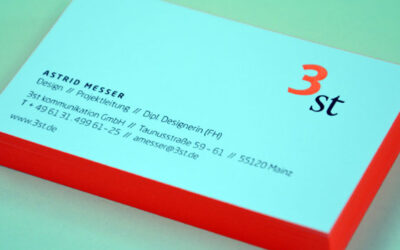 3st
ASTRID MESSER
Design // Projektleitung // Dipl. Designerin (FH)
3st kommunikation GmbH // Taunusstraße 59 – 61 // 55120 Mainz
T + 49 61 31. 499 61 - 25 // amesser@3st.de
www.3st.de